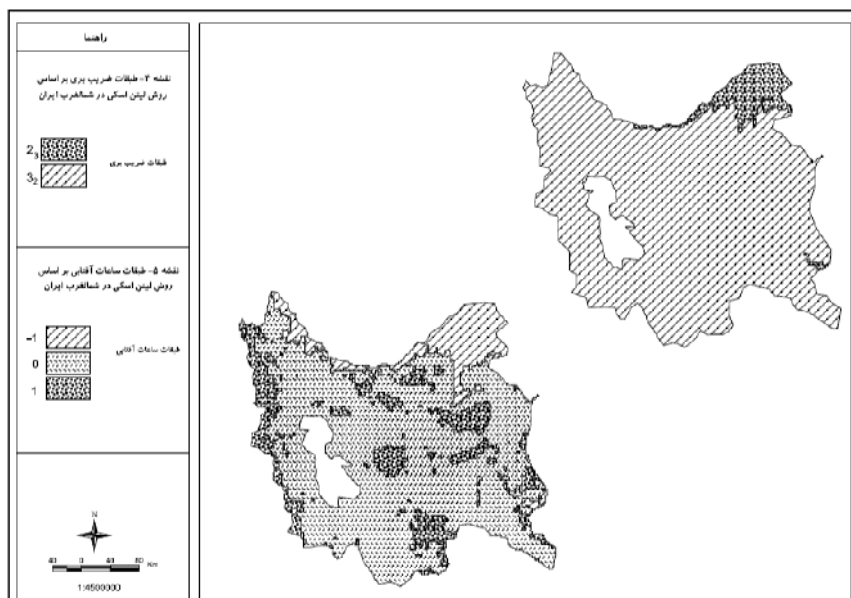 راهنما
نقشه ۴- طبقات ضریب بری بر اساس
روش لیتن اسکی در شمالغرب ایران
طبقات ضریب بری
2₃
3₂
نقشه ۵- طبقات ساعات آفتابی بر اساس
روش لیتن اسکی در شمالغرب ایران
طبقات ساعات آفتابی
-1
0
1
N
40 0 40 80 Km
1:4500000